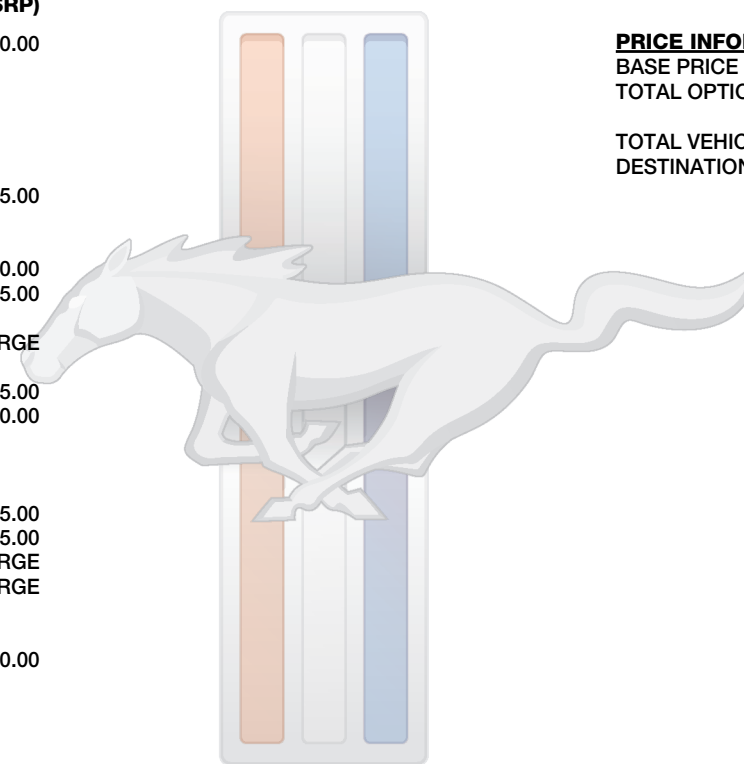 SRP)
0.00
5.00
0.00
5.00
RGE
5.00
0.00
5.00
5.00
RGE
RGE
0.00
PRICE INFO
BASE PRICE
TOTAL OPTIO
TOTAL VEHIC
DESTINATION